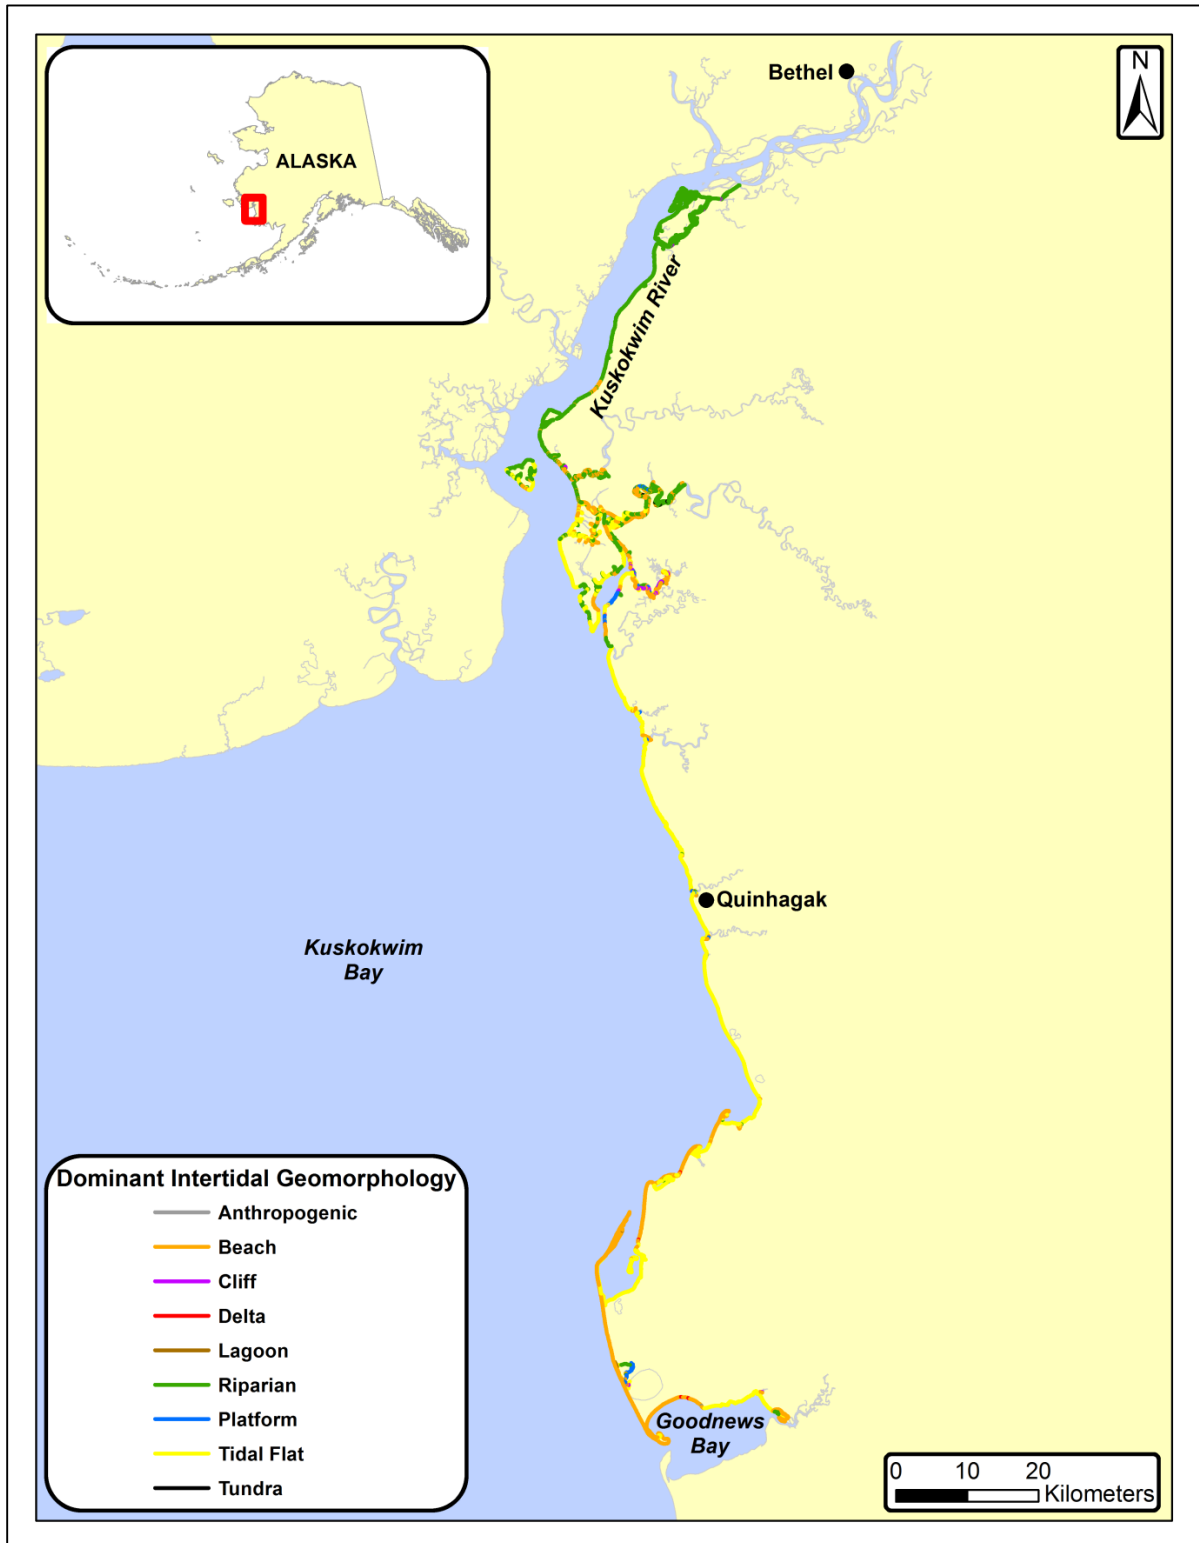 ALASKA
Bethel
N
Kuskokwim River
Quinhagak
Kuskokwim
Bay
Dominant Intertidal Geomorphology
Anthropogenic
Beach
Cliff
Delta
Lagoon
Riparian
Platform
Tidal Flat
Tundra
Goodnews
Bay
0 10 20
Kilometers